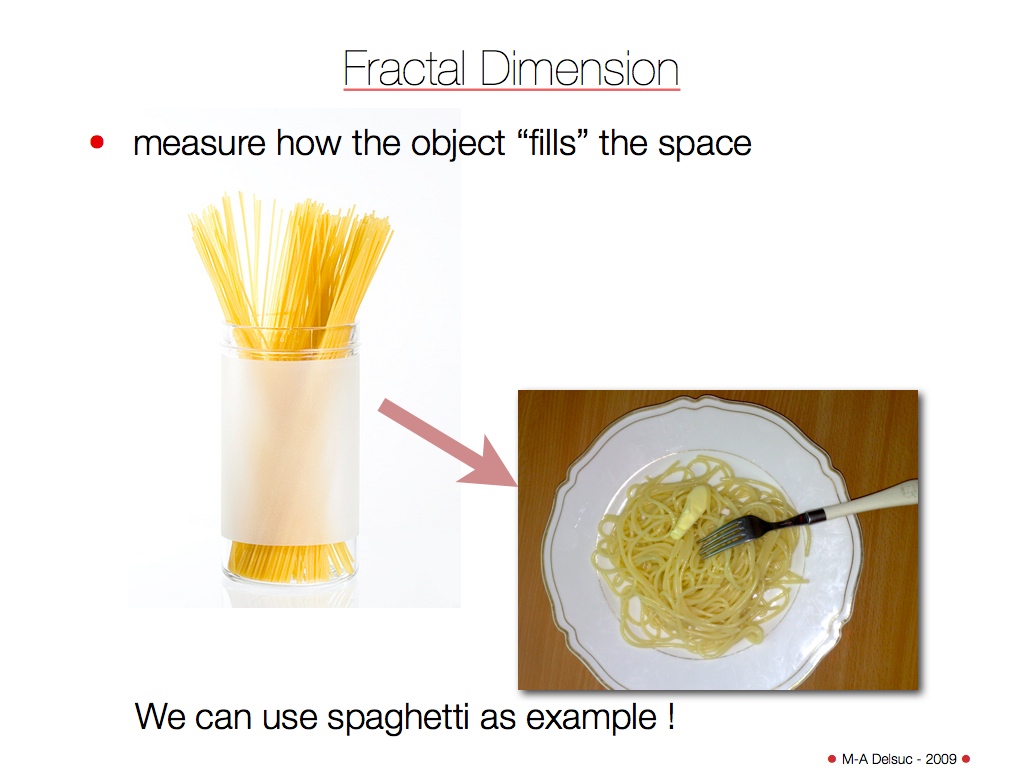 Fractal Dimension
measure how the object “fills” the space
We can use spaghetti as example !
M-A Delsuc - 2009